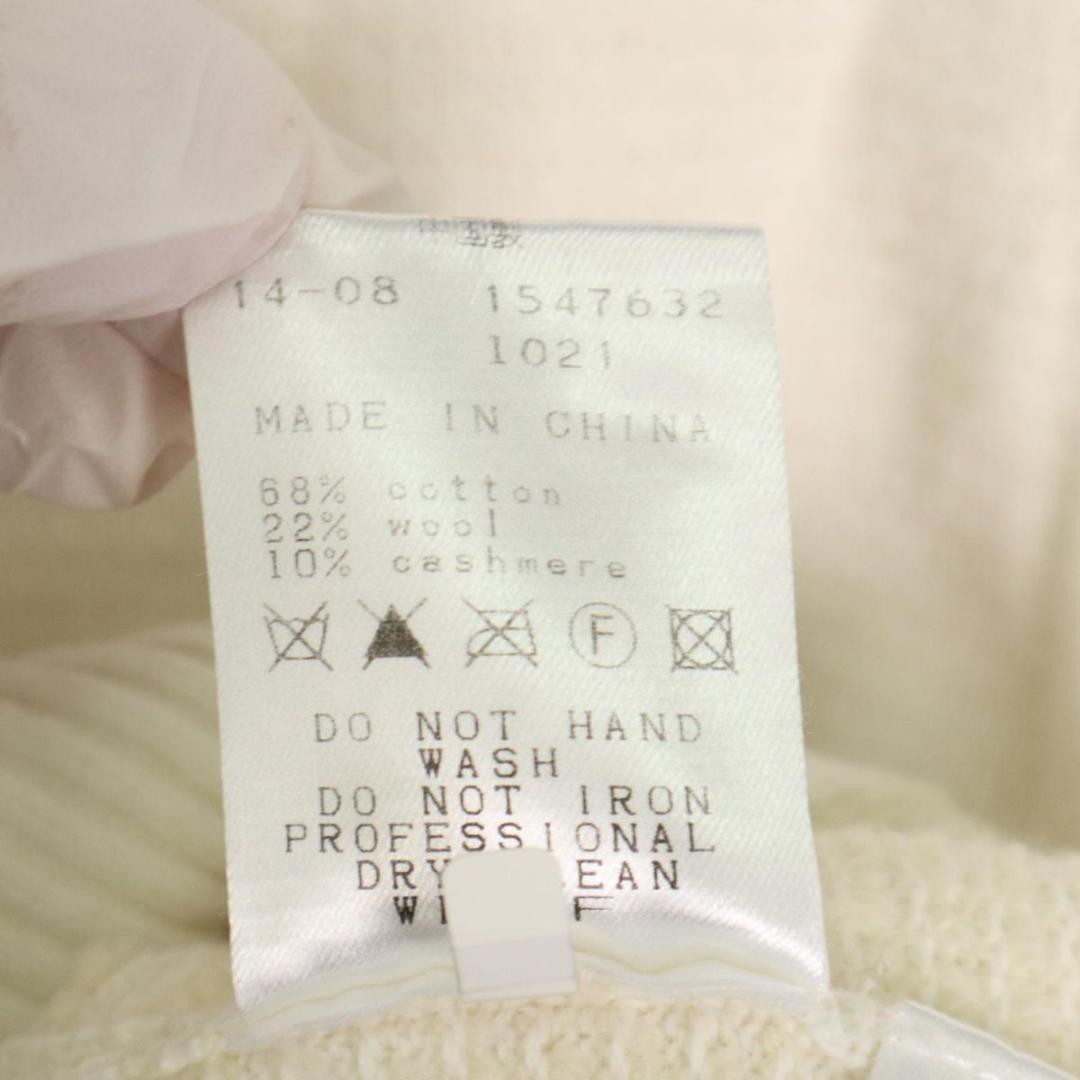 14-08 1547632
1021
MADE IN CHINA
68% cotton
22% wool
10% cashmere
F
DO NOT HAND
WASH
DO NOT IRON
PROFESSIONAL
DRY